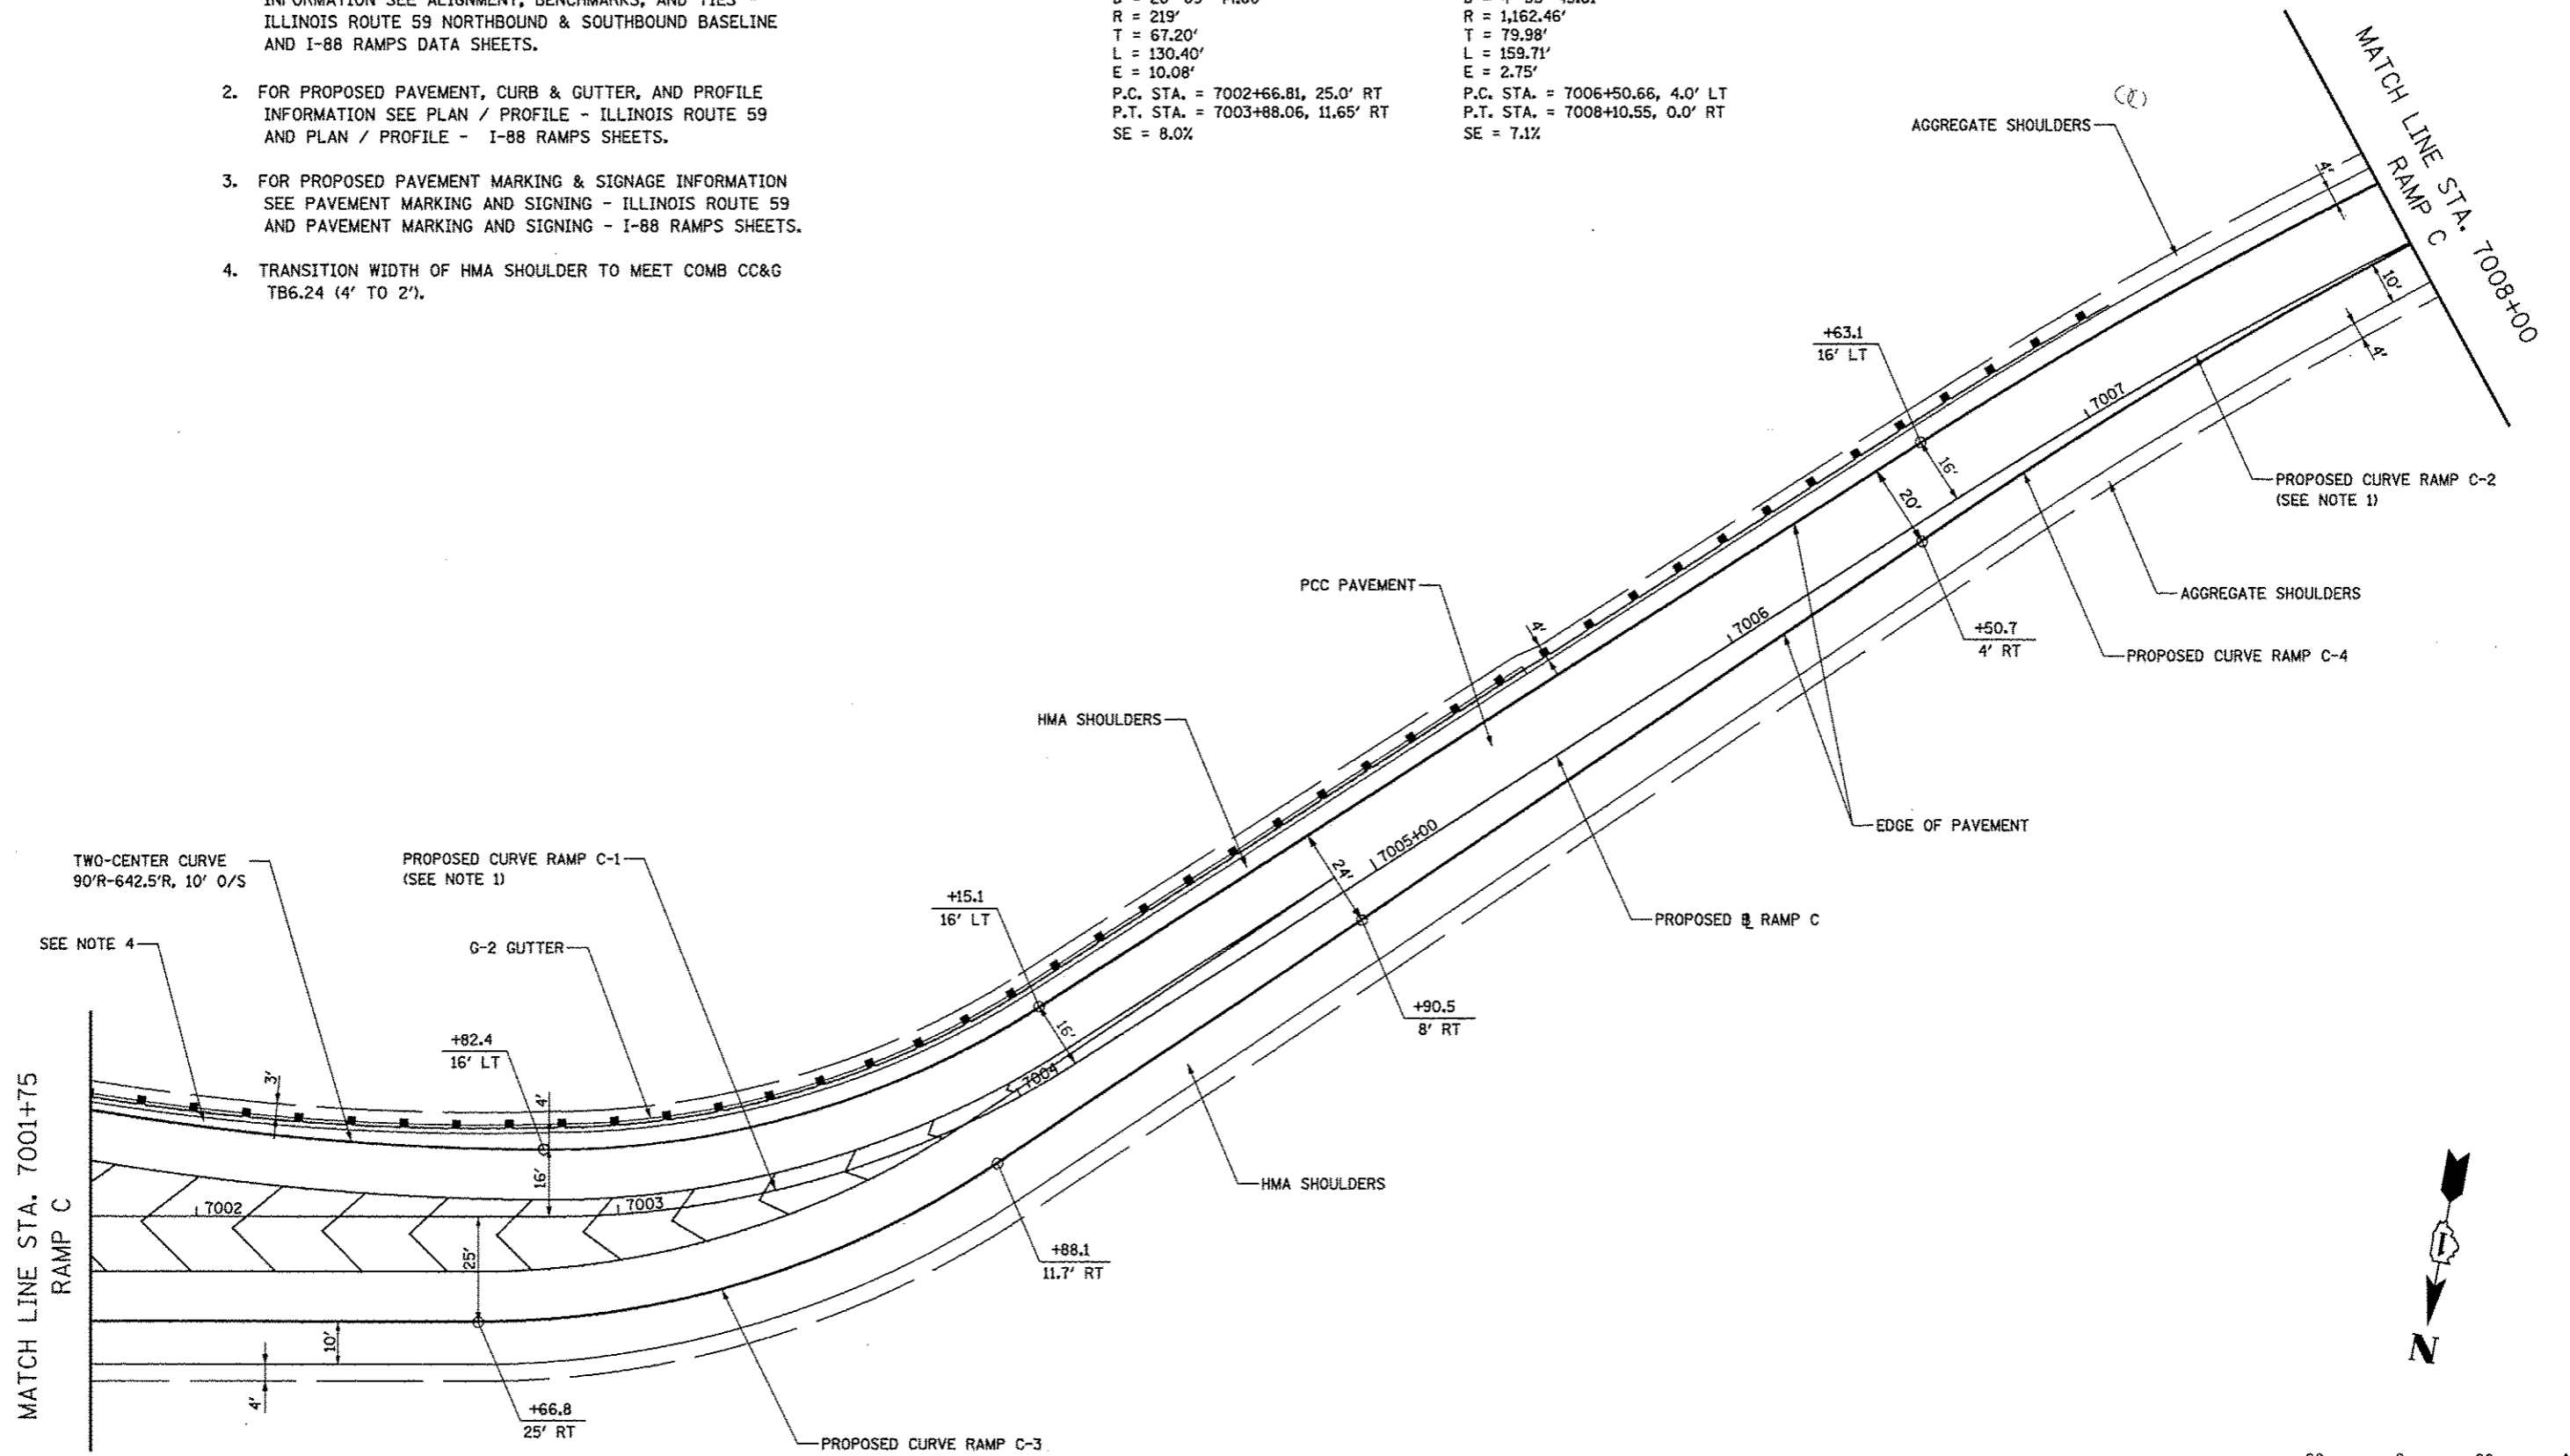 INFORMATION SEE ALIGNMENT, BENCHMARKS, AND TIES -
ILLINOIS ROUTE 59 NORTHBOUND & SOUTHBOUND BASELINE
AND I-88 RAMPS DATA SHEETS.
2. FOR PROPOSED PAVEMENT, CURB & GUTTER, AND PROFILE
INFORMATION SEE PLAN / PROFILE - ILLINOIS ROUTE 59
AND PLAN / PROFILE - I-88 RAMPS SHEETS.
3. FOR PROPOSED PAVEMENT MARKING & SIGNAGE INFORMATION
SEE PAVEMENT MARKING AND SIGNING - ILLINOIS ROUTE 59
AND PAVEMENT MARKING AND SIGNING - I-88 RAMPS SHEETS.
4. TRANSITION WIDTH OF HMA SHOULDER TO MEET COMB CC&G
TB6.24 (4' TO 2').
R = 219'
T = 67.20'
L = 130.40'
E = 10.08'
P.C. STA. = 7002+66.81, 25.0' RT
P.T. STA. = 7003+88.06, 11.65' RT
SE = 8.0%
R = 1,162.46'
T = 79.98'
L = 159.71'
E = 2.75'
P.C. STA. = 7006+50.66, 4.0' LT
P.T. STA. = 7008+10.55, 0.0' RT
SE = 7.1%
AGGREGATE SHOULDERS
MATCH LINE STA. 7008+00
RAMP C
4'
10'
4'
+63.1
16' LT
16'
20'
7007
PROPOSED CURVE RAMP C-2
(SEE NOTE 1)
AGGREGATE SHOULDERS
PCC PAVEMENT
4'
7006
+50.7
4' RT
PROPOSED CURVE RAMP C-4
HMA SHOULDERS
EDGE OF PAVEMENT
7005+00
24'
PROPOSED BL RAMP C
TWO-CENTER CURVE
90'R-642.5'R, 10' O/S
PROPOSED CURVE RAMP C-1
(SEE NOTE 1)
+15.1
16' LT
16'
SEE NOTE 4
G-2 GUTTER
+90.5
8' RT
+82.4
16' LT
3'
4'
16'
7004
MATCH LINE STA. 7001+75
RAMP C
7002
7003
25'
HMA SHOULDERS
+88.1
11.7' RT
10'
4'
+66.8
25' RT
PROPOSED CURVE RAMP C-3
1
N